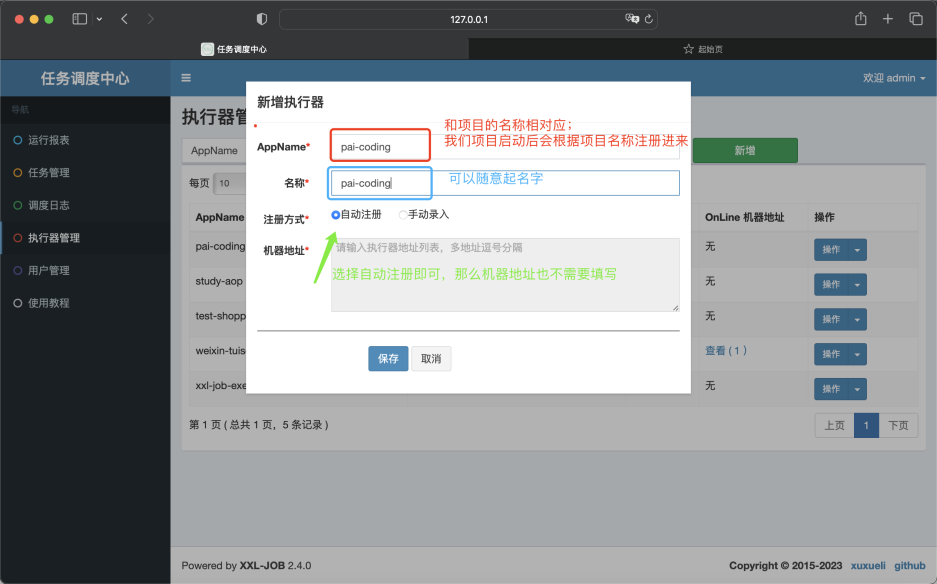 127.0.0.1
任务调度中心
起始页
任务调度中心
欢迎 admin
导航
运行报表
任务管理
调度日志
执行器管理
用户管理
使用教程
执行器管
AppName
新增
每页 10
AppName
OnLine 机器地址
操作
pai-coding
无
操作
study-aop
无
操作
test-shopp
无
操作
weixin-tuis
查看 ( 1 )
操作
xxl-job-exe
无
操作
第 1 页 ( 总共 1 页，5 条记录 )
上页 1 下页
新增执行器
*
AppName*
pai-coding
和项目的名称相对应；
我们项目启动后会根据项目名称注册进来
名称*
pai-coding
可以随意起名字
注册方式*
自动注册
手动录入
机器地址*
请输入执行器地址列表，多地址逗号分隔
选择自动注册即可，那么机器地址也不需要填写
保存
取消
Powered by XXL-JOB 2.4.0
Copyright © 2015-2023 xuxueli github